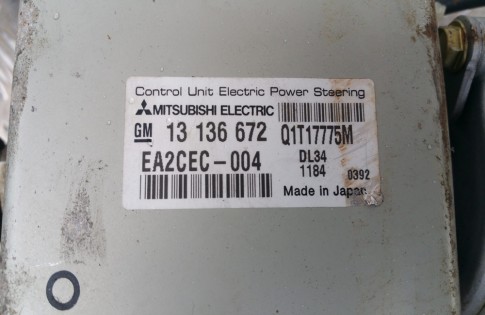 Control Unit Electric Power Steering
MITSUBISHI ELECTRIC
GM 13 136 672 Q1T17775M
EA2CEC-004 DL34
1184 0392
Made in Japan